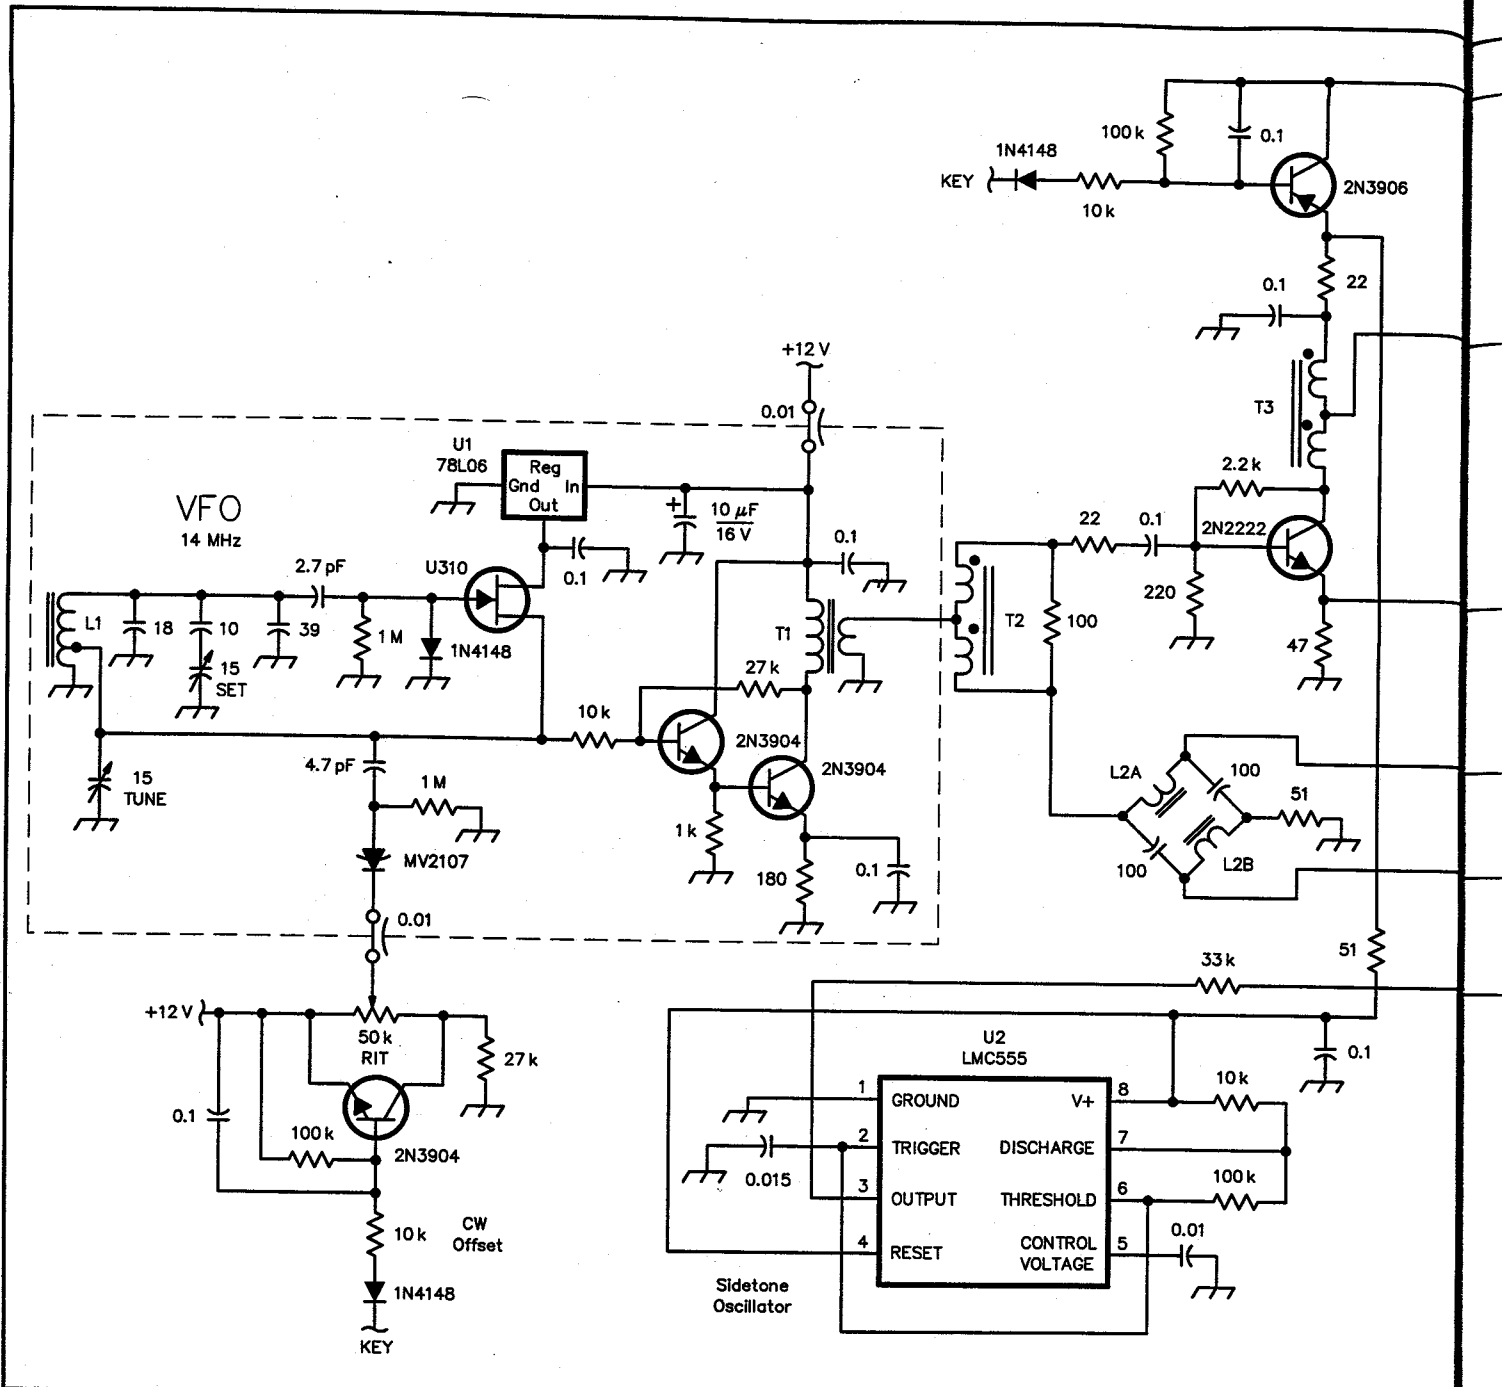 100 k
0.1
1N4148
KEY
10 k
2N3906
0.1
22
T3
+12 V
0.01
U1
78L06
Reg
Gnd In
Out
+
10 µF
16 V
VFO
14 MHz
0.1
0.1
2.2 k
22
0.1
2N2222
220
47
2.7 pF
U310
L1
18
10
39
1 M
1N4148
15
SET
T1
T2
100
27 k
10 k
2N3904
2N3904
4.7 pF
1 M
15
TUNE
MV2107
1 k
180
0.1
L2A
100
51
100
L2B
0.01
51
33 k
+12 V
50 k
RIT
27 k
0.1
100 k
2N3904
10 k
CW
Offset
1N4148
KEY
U2
LMC555
0.1
1 GROUND
V+ 8
10 k
2 TRIGGER
DISCHARGE 7
0.015
3 OUTPUT
THRESHOLD 6
100 k
4 RESET
CONTROL
VOLTAGE 5
0.01
Sidetone
Oscillator